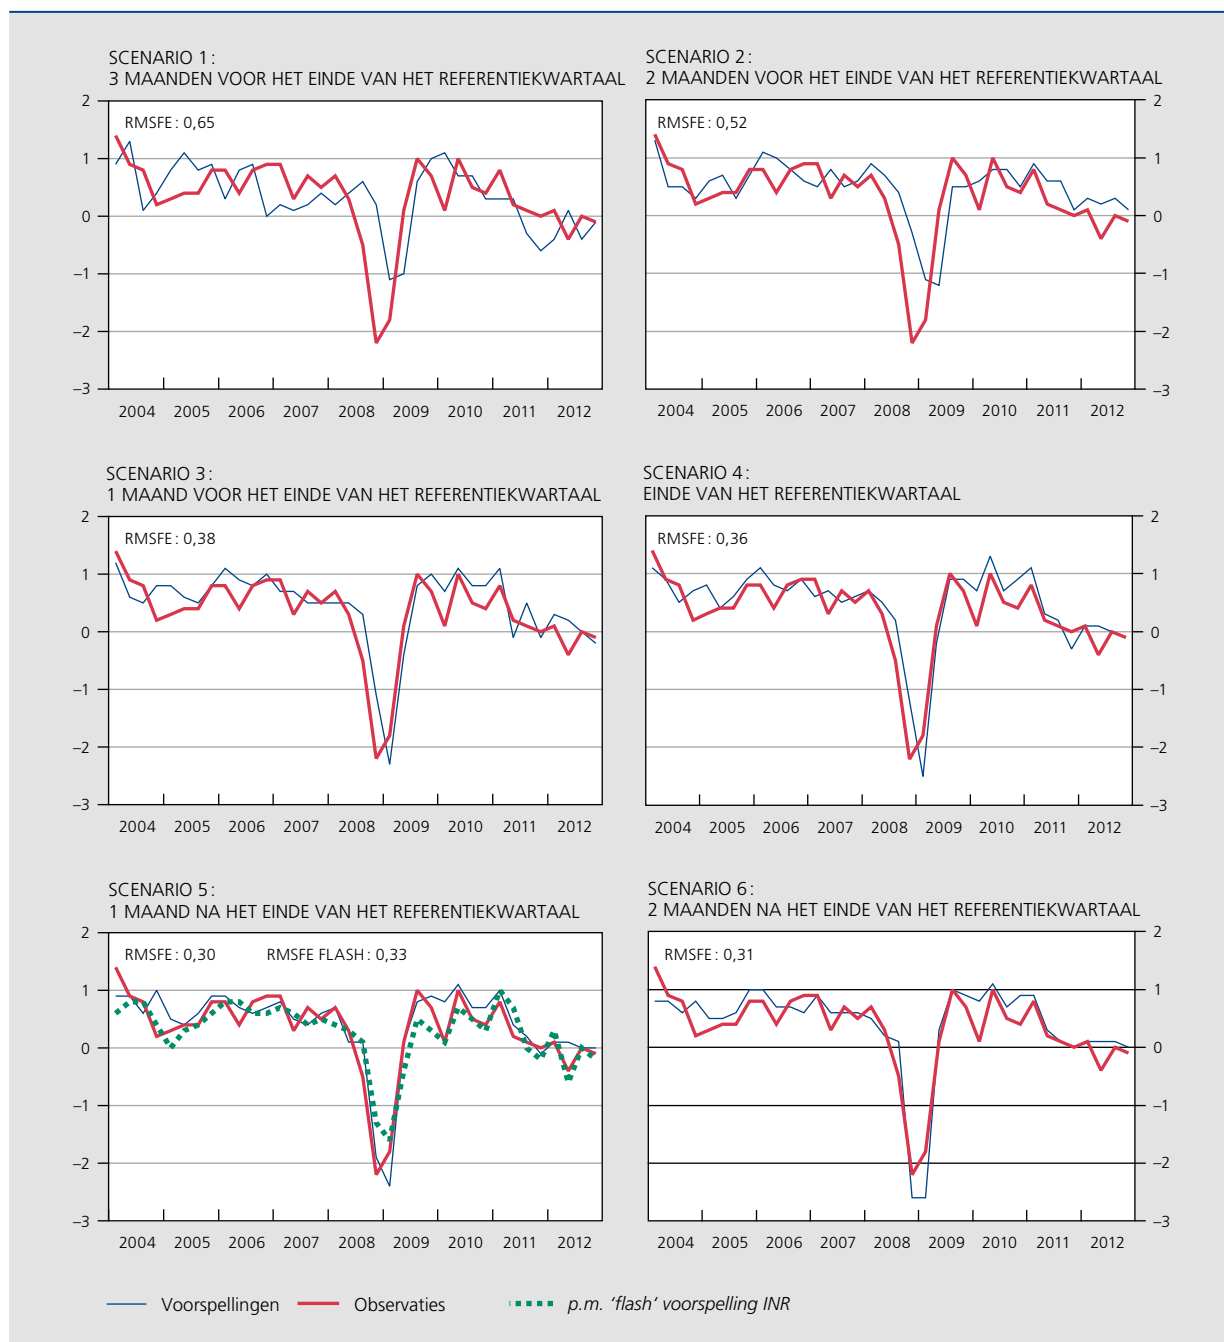 SCENARIO 1:
3 MAANDEN VOOR HET EINDE VAN HET REFERENTIEKWARTAAL
RMSFE: 0,65
2
1
0
–1
–2
–3
2004 2005 2006 2007 2008 2009 2010 2011 2012
SCENARIO 2:
2 MAANDEN VOOR HET EINDE VAN HET REFERENTIEKWARTAAL
RMSFE: 0,52
2
1
0
–1
–2
–3
2004 2005 2006 2007 2008 2009 2010 2011 2012
SCENARIO 3:
1 MAAND VOOR HET EINDE VAN HET REFERENTIEKWARTAAL
RMSFE: 0,38
2
1
0
–1
–2
–3
2004 2005 2006 2007 2008 2009 2010 2011 2012
SCENARIO 4:
EINDE VAN HET REFERENTIEKWARTAAL
RMSFE: 0,36
2
1
0
–1
–2
–3
2004 2005 2006 2007 2008 2009 2010 2011 2012
SCENARIO 5:
1 MAAND NA HET EINDE VAN HET REFERENTIEKWARTAAL
RMSFE: 0,30 RMSFE FLASH: 0,33
2
1
0
–1
–2
–3
2004 2005 2006 2007 2008 2009 2010 2011 2012
SCENARIO 6:
2 MAANDEN NA HET EINDE VAN HET REFERENTIEKWARTAAL
RMSFE: 0,31
2
1
0
–1
–2
–3
2004 2005 2006 2007 2008 2009 2010 2011 2012
Voorspellingen Observaties p.m. ‘flash‘ voorspelling INR